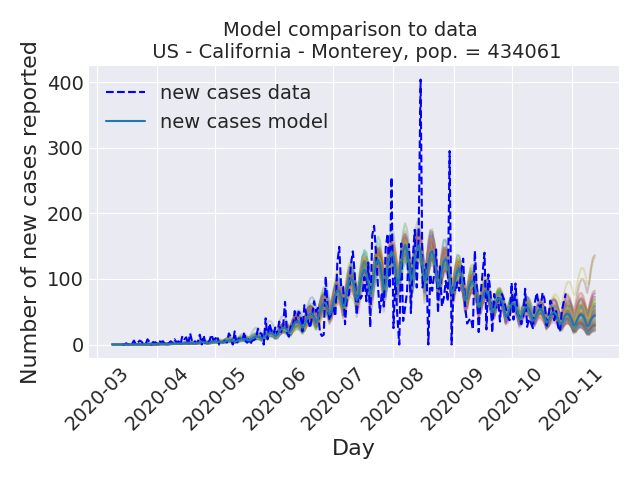 Model comparison to data
US - California - Monterey, pop. = 434061
Number of new cases reported
400
300
200
100
0
new cases data
new cases model
2020-03
2020-04
2020-05
2020-06
2020-07
2020-08
2020-09
2020-10
2020-11
Day